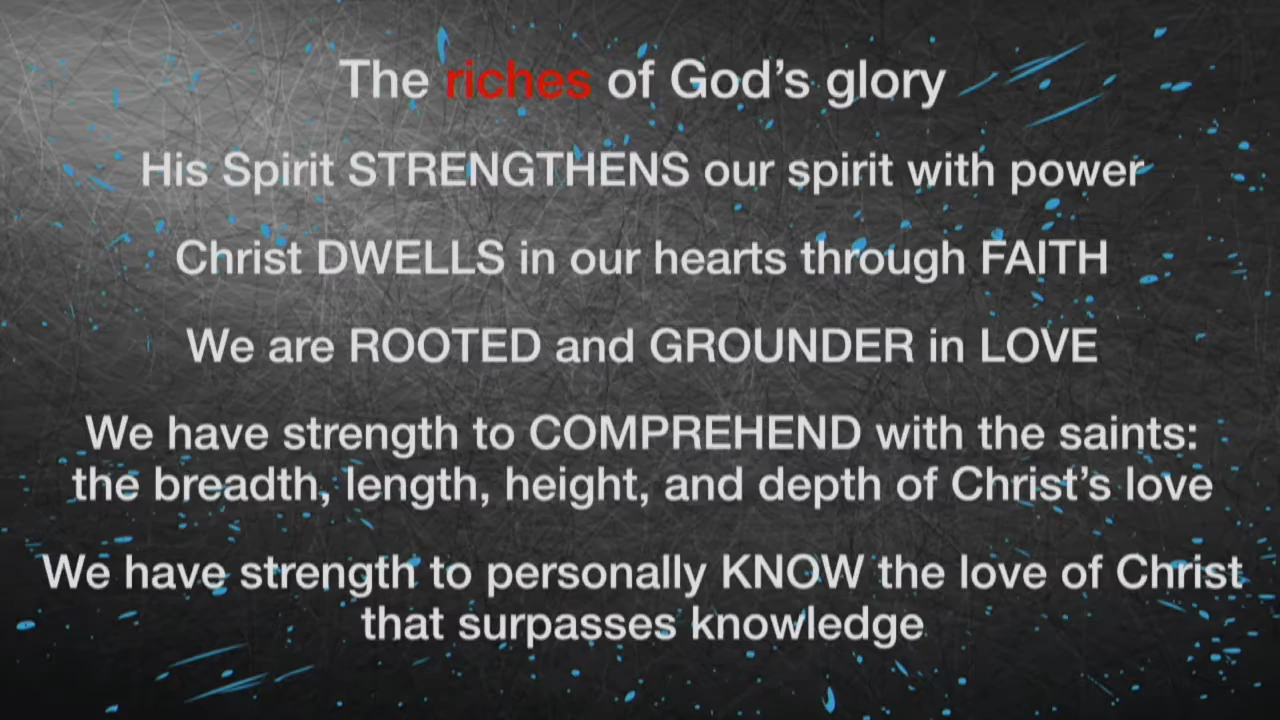 The riches of God's glory
His Spirit STRENGTHENS our spirit with power
Christ DWELLS in our hearts through FAITH
We are ROOTED and GROUNDER in LOVE
We have strength to COMPREHEND with the saints:
the breadth, length, height, and depth of Christ's love
We have strength to personally KNOW the love of Christ
that surpasses knowledge